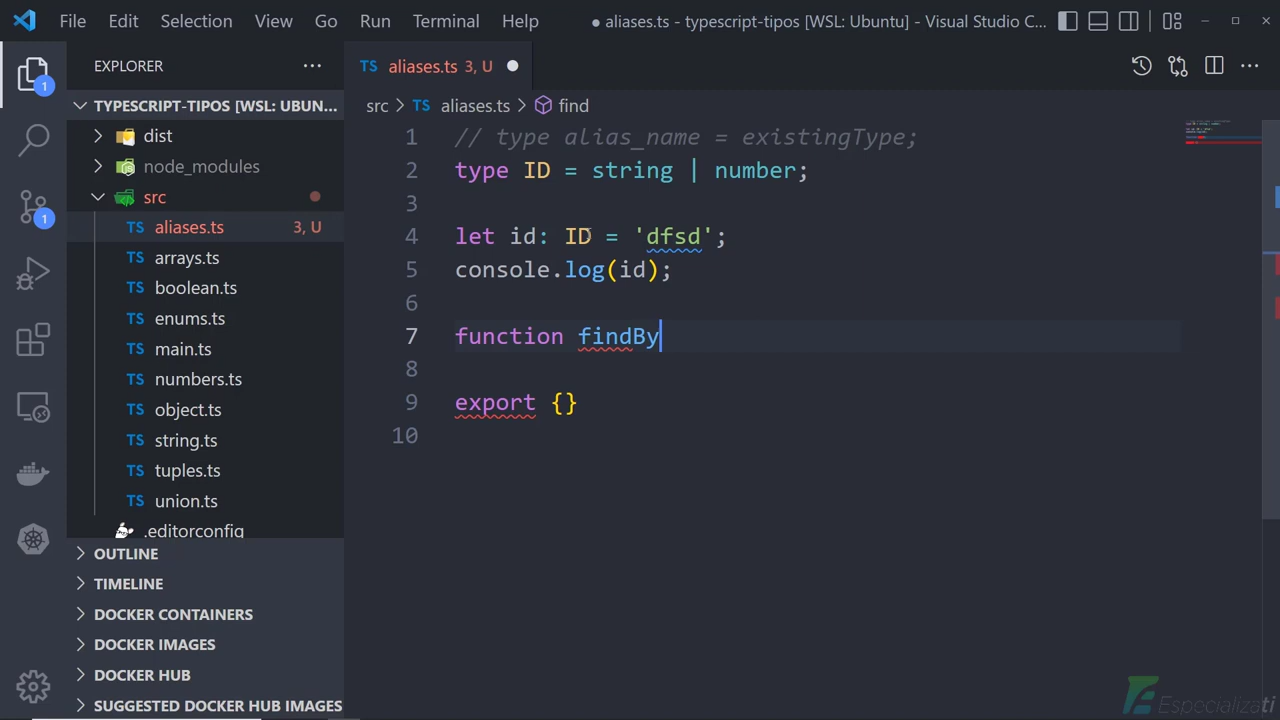 File Edit Selection View Go Run Terminal Help ● aliases.ts - typescript-tipos [WSL: Ubuntu] - Visual Studio C...
EXPLORER ...
TS aliases.ts 3, U
1
TYPESCRIPT-TIPOS [WSL: UBUN...
src > TS aliases.ts > find
dist
node_modules
src
TS aliases.ts 3, U
TS arrays.ts
TS boolean.ts
TS enums.ts
TS main.ts
TS numbers.ts
TS object.ts
TS string.ts
TS tuples.ts
TS union.ts
.editorconfig
OUTLINE
TIMELINE
DOCKER CONTAINERS
DOCKER IMAGES
DOCKER HUB
SUGGESTED DOCKER HUB IMAGES
1
1 // type alias_name = existingType;
2 type ID = string | number;
3
4 let id: ID = 'dfsd';
5 console.log(id);
6
7 function findBy
8
9 export {}
10
Especializati